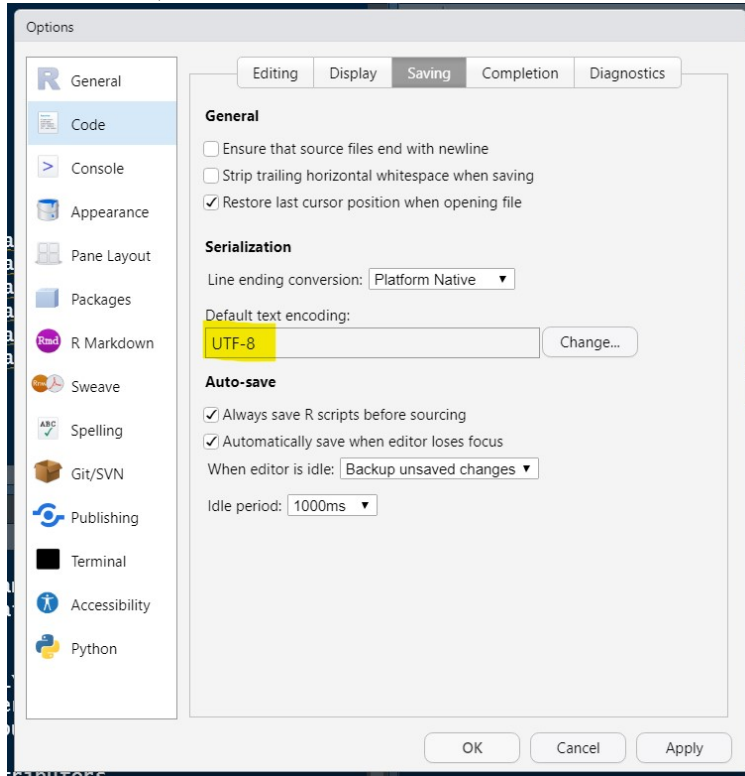 Options
General
Code
Console
Appearance
Pane Layout
Packages
Rmd R Markdown
Sweave
ABC Spelling
Git/SVN
Publishing
Terminal
Accessibility
Python
Editing Display Saving Completion Diagnostics
General
Ensure that source files end with newline
Strip trailing horizontal whitespace when saving
Restore last cursor position when opening file
Serialization
Line ending conversion: Platform Native
Default text encoding:
UTF-8 Change...
Auto-save
Always save R scripts before sourcing
Automatically save when editor loses focus
When editor is idle: Backup unsaved changes
Idle period: 1000ms
OK Cancel Apply